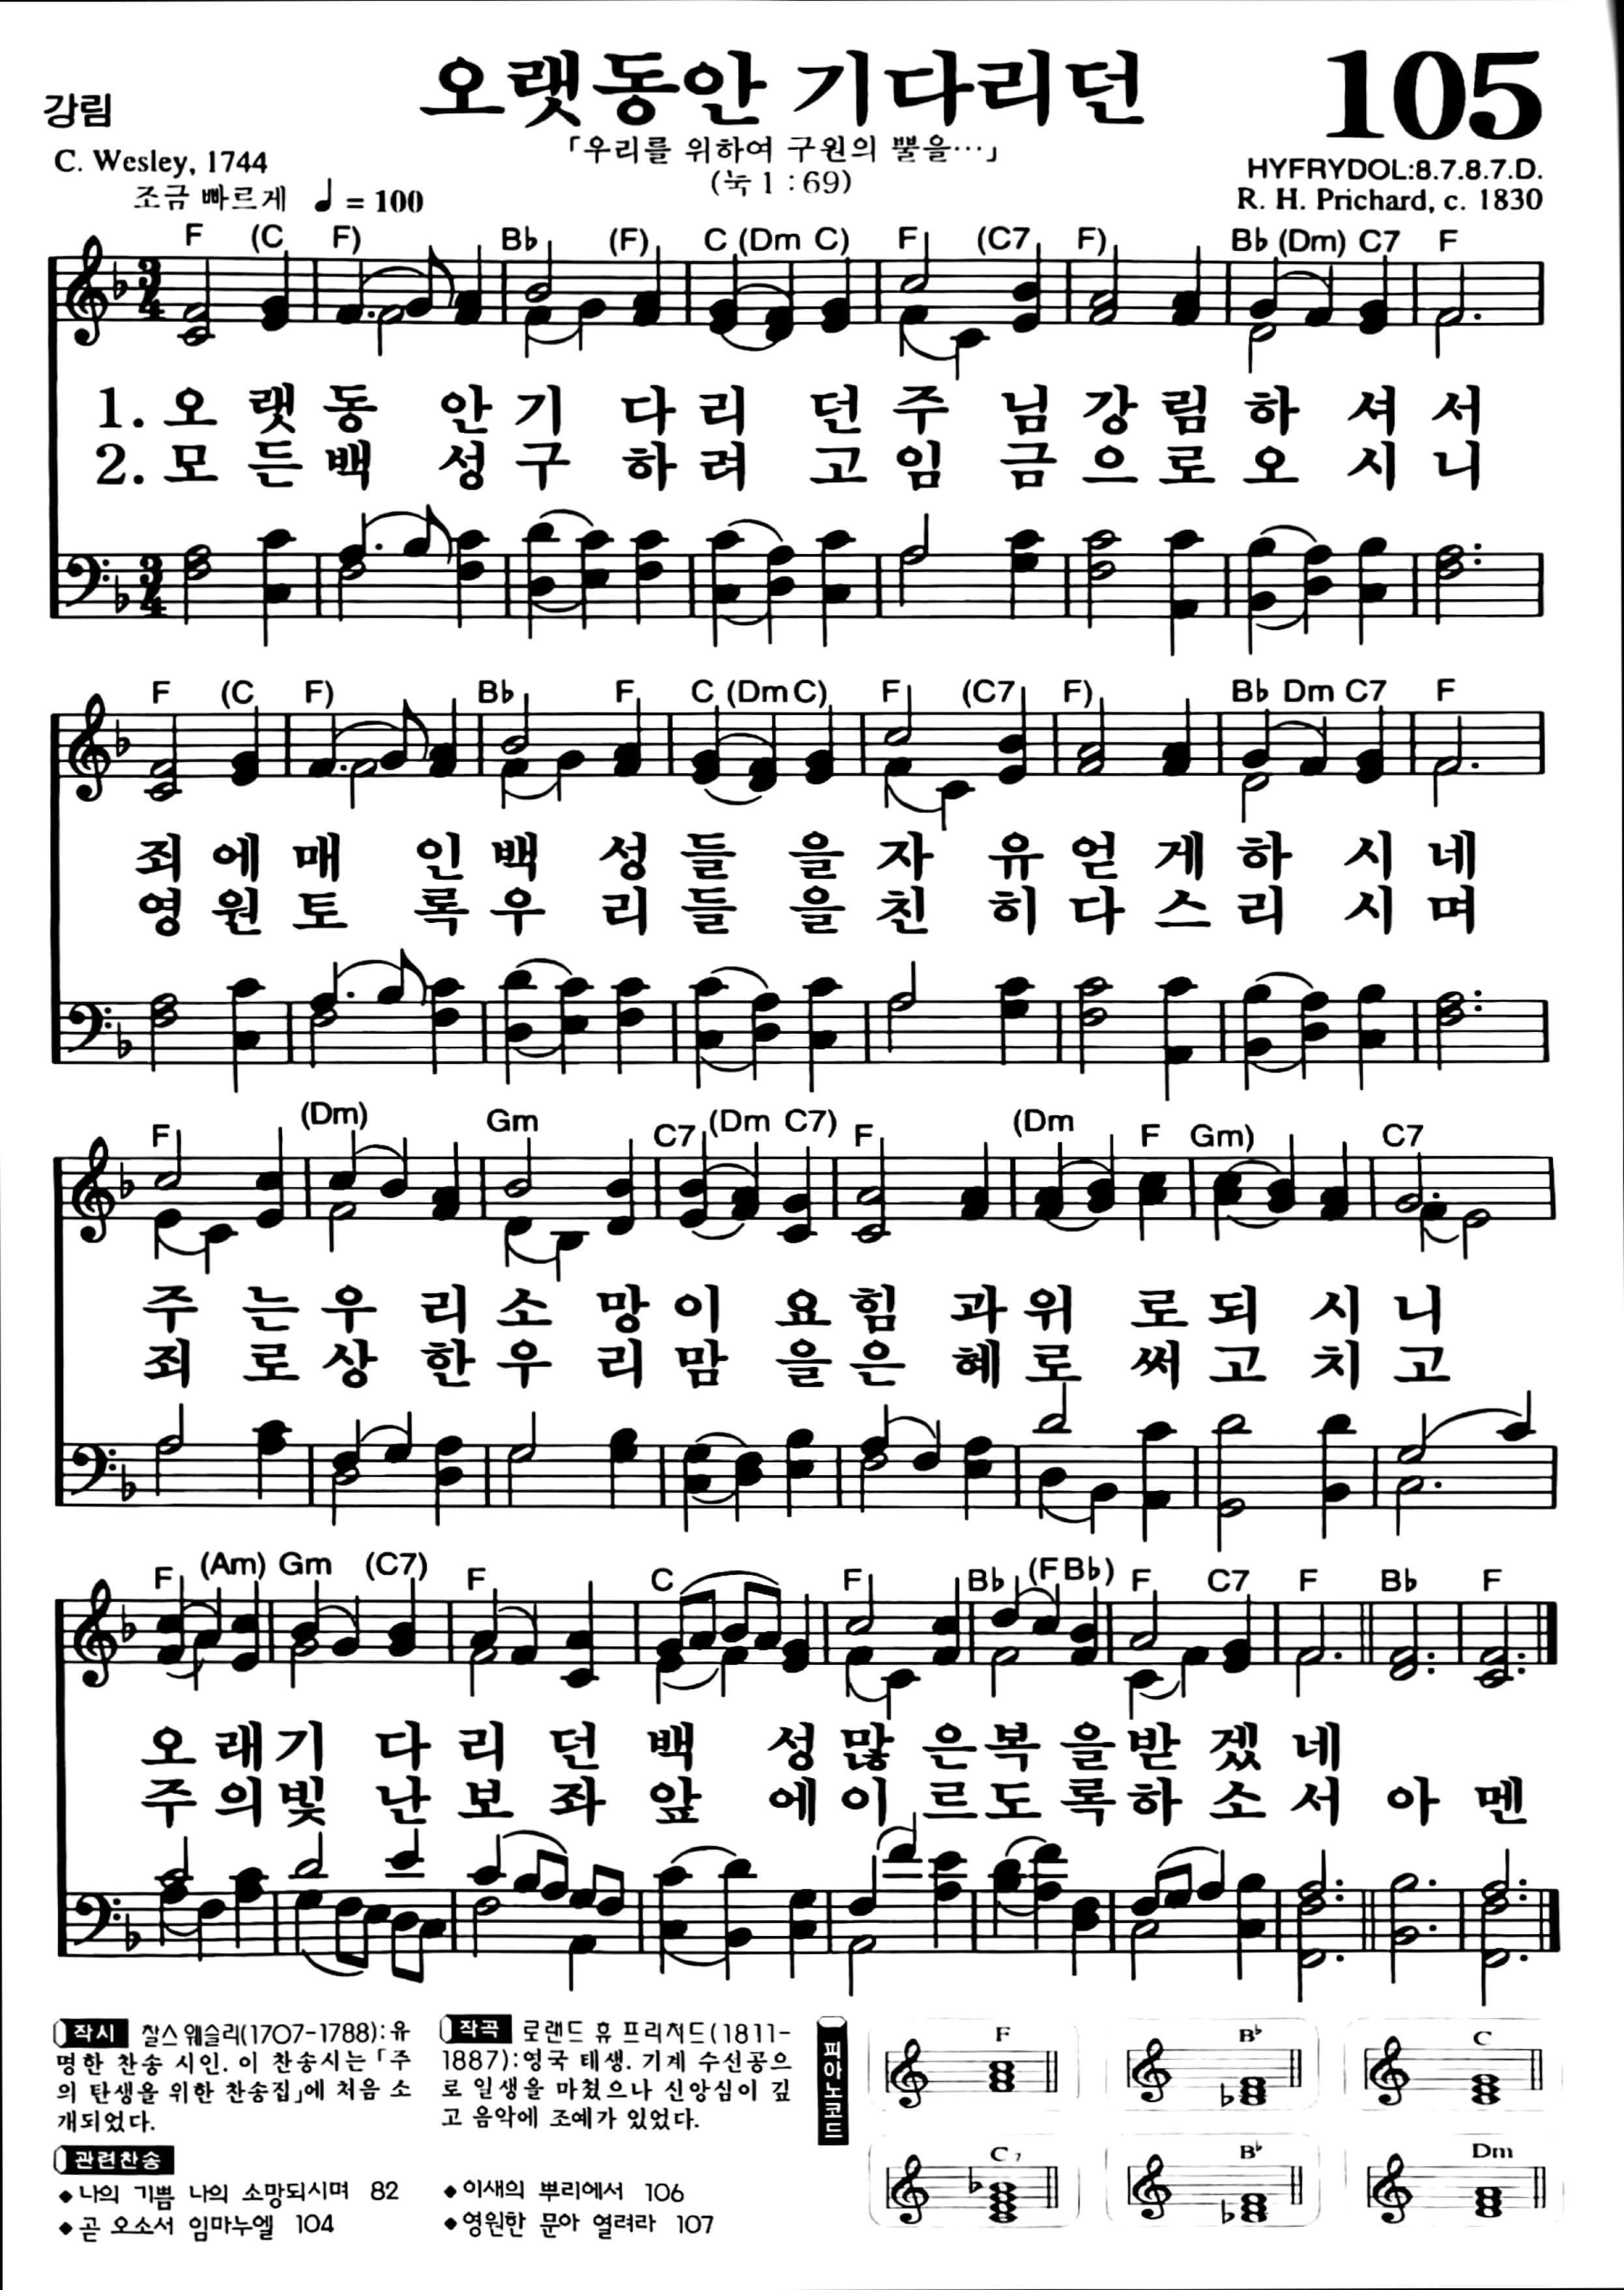 강림
오랫동안 기다리던
105
「우리를 위하여 구원의 뿔을…」
(눅 1 : 69)
C. Wesley, 1744
조금 빠르게 ♩ = 100
HYFRYDOL:8.7.8.7.D.
R. H. Prichard, c. 1830
F (C F) B♭ (F) C (Dm C) F (C7 F) B♭ (Dm) C7 F
1. 오 랫 동 안 기 다 리 던 주 님 강 림 하 셔 서
2. 모 든 백 성 구 하 려 고 임 금 으 로 오 시 니
F (C F) B♭ F C (Dm C) F (C7 F) B♭ Dm C7 F
죄 에 매 인 백 성 들 을 자 유 얻 게 하 시 네
영 원 토 록 우 리 들 을 친 히 다 스 리 시 며
F (Dm) Gm C7 (Dm C7) F (Dm F Gm) C7
주 는 우 리 소 망 이 요 힘 과 위 로 되 시 니
죄 로 상 한 우 리 맘 을 은 혜 로 써 고 치 고
F (Am) Gm (C7) F C F B♭ (F B♭) F C7 F B♭ F
오 래 기 다 리 던 백 성 많 은 복 을 받 겠 네
주 의 빛 난 보 좌 앞 에 이 르 도 록 하 소 서 아 멘
작시 찰스 웨슬리(1707-1788):유
명한 찬송 시인. 이 찬송시는 「주
의 탄생을 위한 찬송집」에 처음 소
개되었다.
작곡 로랜드 휴 프리처드(1811-
1887):영국 태생. 기계 수선공으
로 일생을 마쳤으나 신앙심이 깊
고 음악에 조예가 있었다.
관련찬송
◆나의 기쁨 나의 소망되시며 82
◆곧 오소서 임마누엘 104
◆이새의 뿌리에서 106
◆영원한 문아 열려라 107
피아노코드
F B♭ C
C7 B♭ Dm